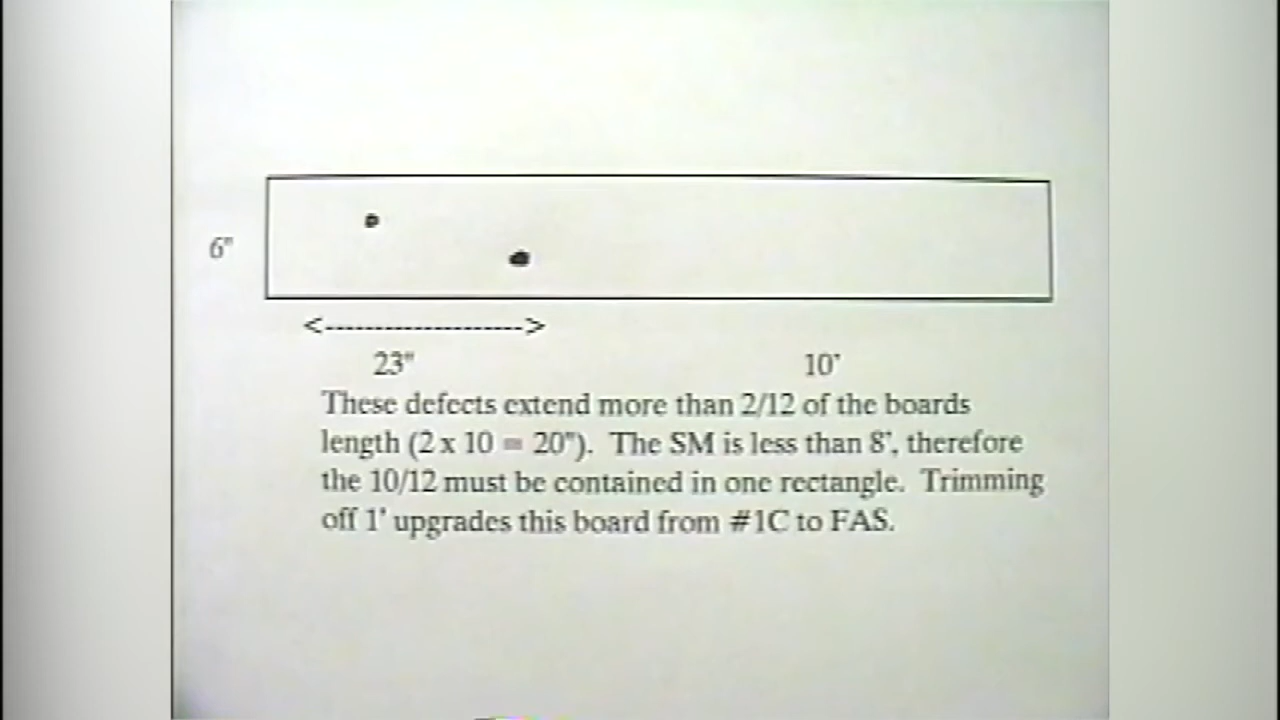 6"
<----------------------->
23" 10'
These defects extend more than 2/12 of the boards
length (2 x 10 = 20"). The SM is less than 8', therefore
the 10/12 must be contained in one rectangle. Trimming
off 1' upgrades this board from #1C to FAS.